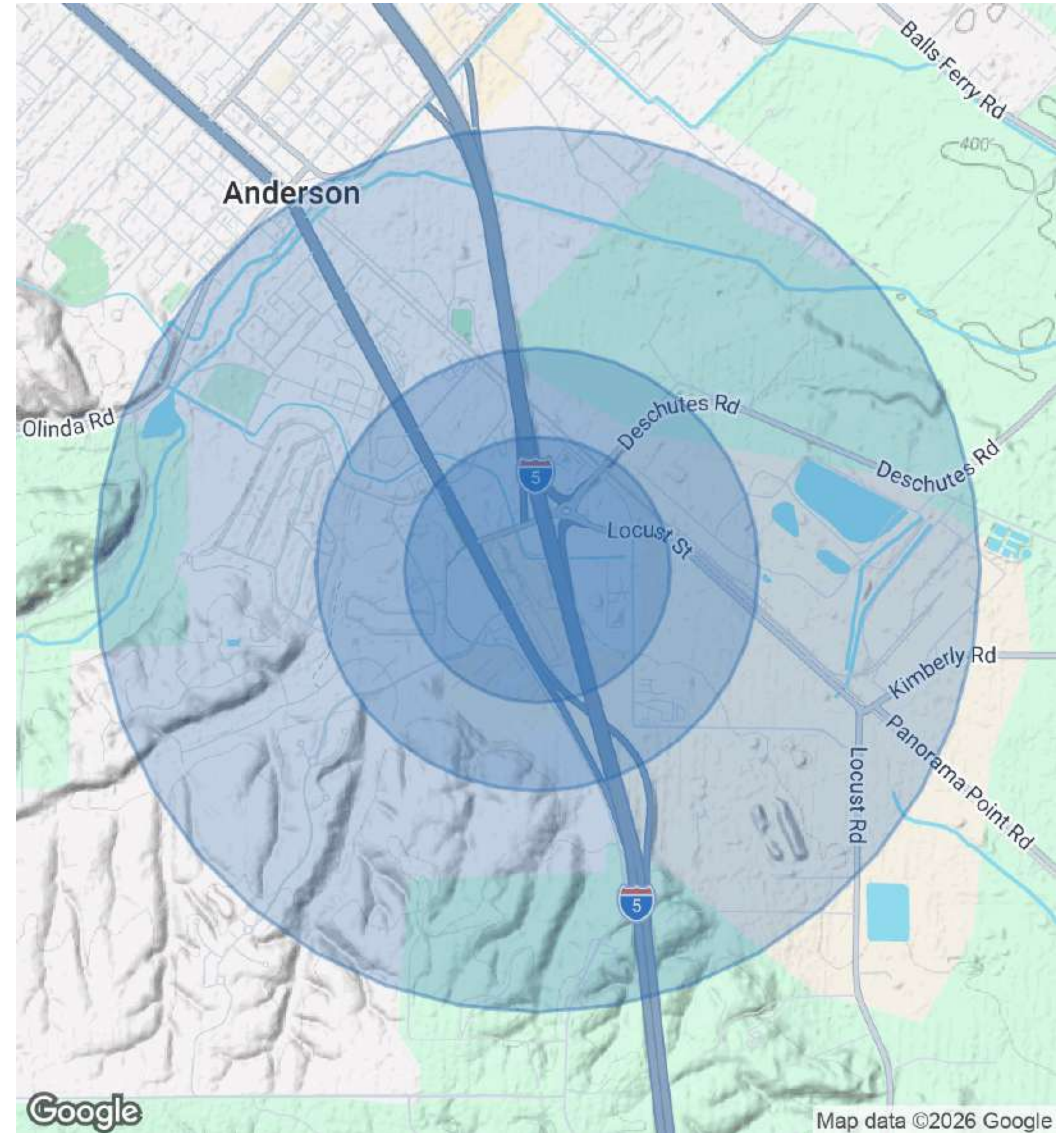 Balls Ferry Rd
400'
Anderson
Olinda Rd
Deschutes Rd
Deschutes Rd
5
Locust St
Kimberly Rd
Panorama Point Rd
Locust Rd
5
Google
Map data ©2026 Google